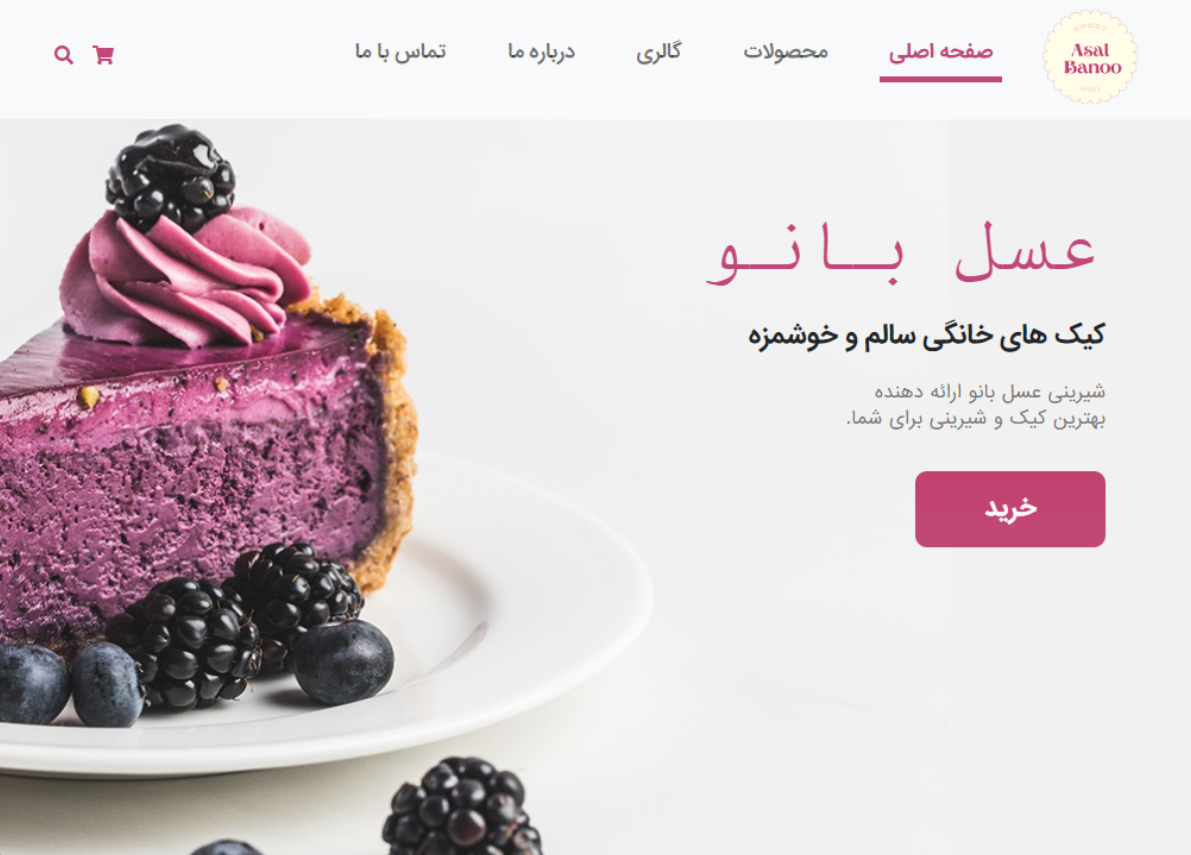 Asal
Banoo
صفحه اصلی
محصولات
گالری
درباره ما
تماس با ما
عسل بـانـو
کیک های خانگی سالم و خوشمزه
شیرینی عسل بانو ارائه دهنده
بهترین کیک و شیرینی برای شما.
خرید